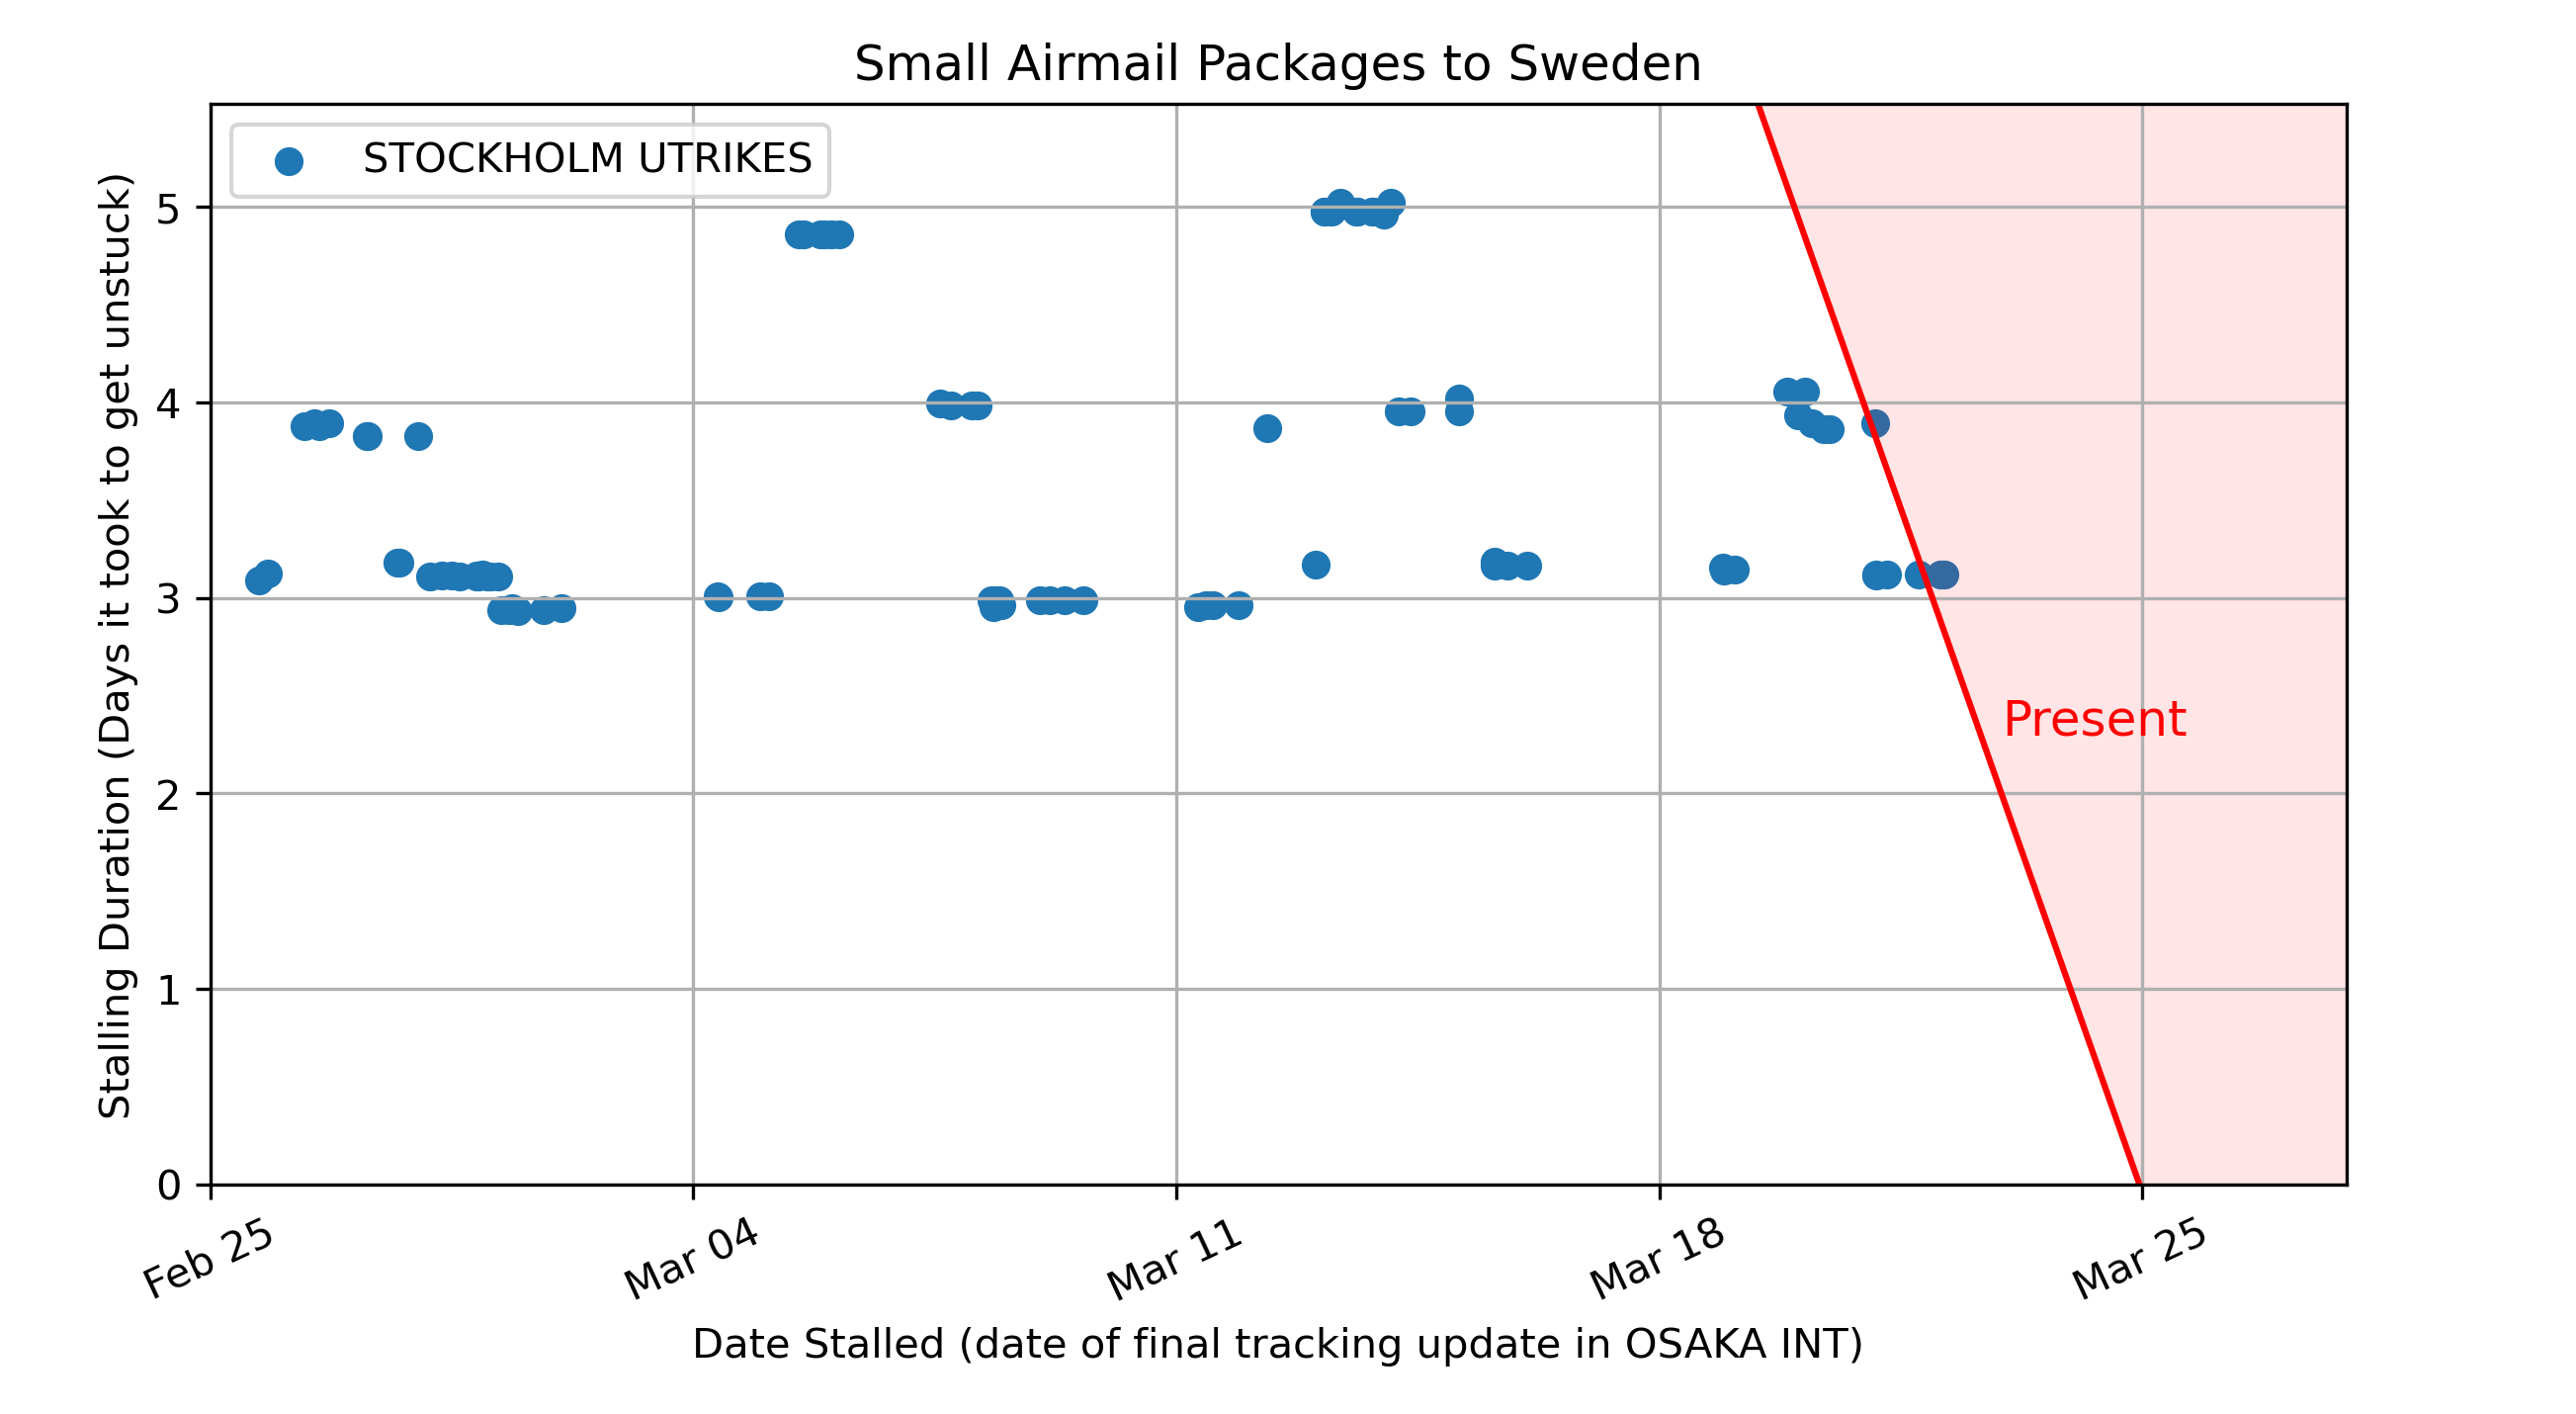 Small Airmail Packages to Sweden
STOCKHOLM UTRIKES
Stalling Duration (Days it took to get unstuck)
5
4
3
2
1
0
Present
Feb 25
Mar 04
Mar 11
Mar 18
Mar 25
Date Stalled (date of final tracking update in OSAKA INT)